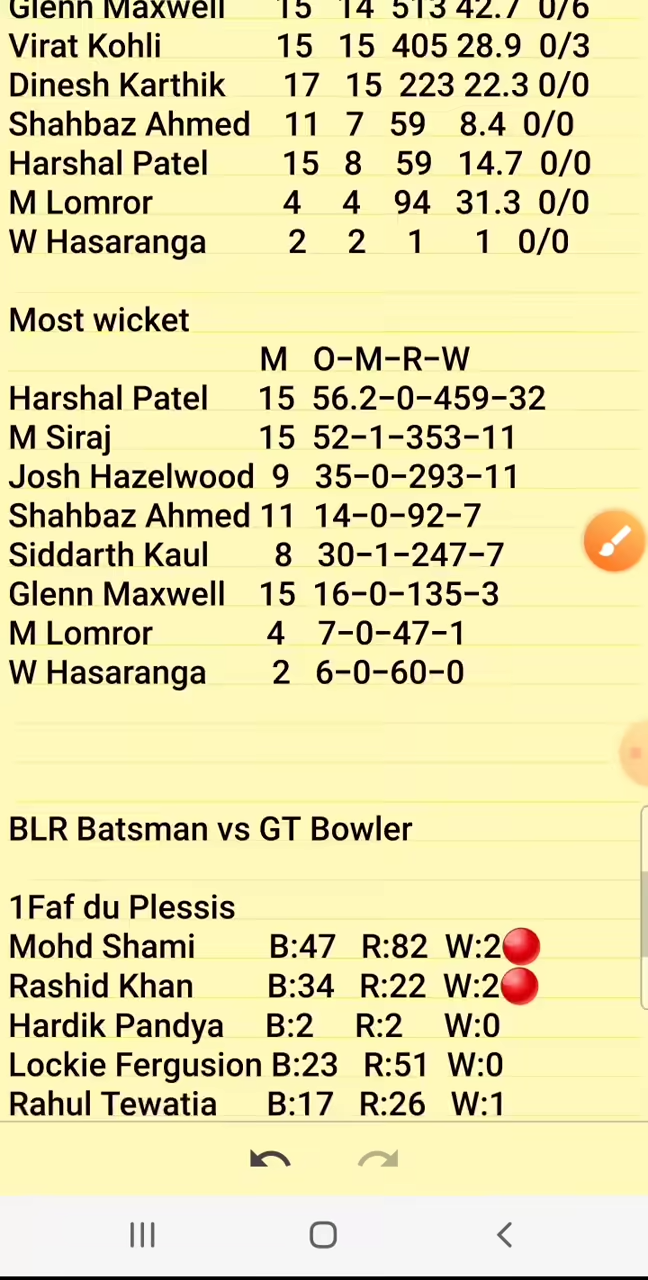 Glenn Maxwell 15 14 513 42.7 0/6
Virat Kohli 15 15 405 28.9 0/3
Dinesh Karthik 17 15 223 22.3 0/0
Shahbaz Ahmed 11 7 59 8.4 0/0
Harshal Patel 15 8 59 14.7 0/0
M Lomror 4 4 94 31.3 0/0
W Hasaranga 2 2 1 1 0/0
Most wicket
M O-M-R-W
Harshal Patel 15 56.2-0-459-32
M Siraj 15 52-1-353-11
Josh Hazelwood 9 35-0-293-11
Shahbaz Ahmed 11 14-0-92-7
Siddarth Kaul 8 30-1-247-7
Glenn Maxwell 15 16-0-135-3
M Lomror 4 7-0-47-1
W Hasaranga 2 6-0-60-0
BLR Batsman vs GT Bowler
1Faf du Plessis
Mohd Shami B:47 R:82 W:2
Rashid Khan B:34 R:22 W:2
Hardik Pandya B:2 R:2 W:0
Lockie Fergusion B:23 R:51 W:0
Rahul Tewatia B:17 R:26 W:1